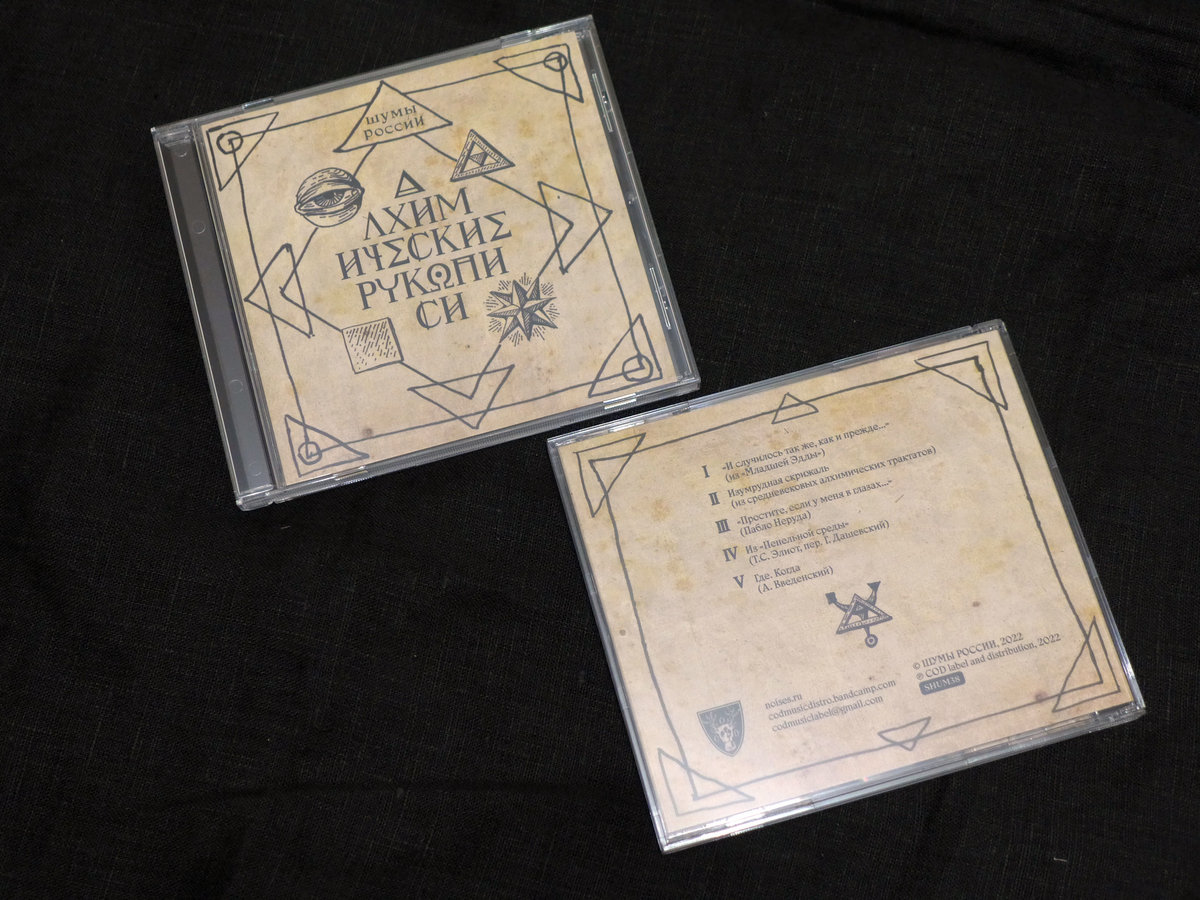 ШУМЫ
РОССИИ
А
ЛХИМ
ИЧЕСКИЕ
РУКОПИ
СИ
I «И случилось так же, как и прежде...»
(из «Младшей Эдды»)
II Изумрудная скрижаль
(из средневековых алхимических трактатов)
III «Простите, если у меня в глазах...»
(Пабло Неруда)
IV Из «Пепельной среды»
(Т.С. Элиот, пер. Г. Дашевский)
V Где. Когда
(А. Введенский)
© ШУМЫ РОССИИ, 2022
℗ COD label and distribution, 2022
SHUM38
noises.ru
codmusicdistro.bandcamp.com
codmusiclabel@gmail.com